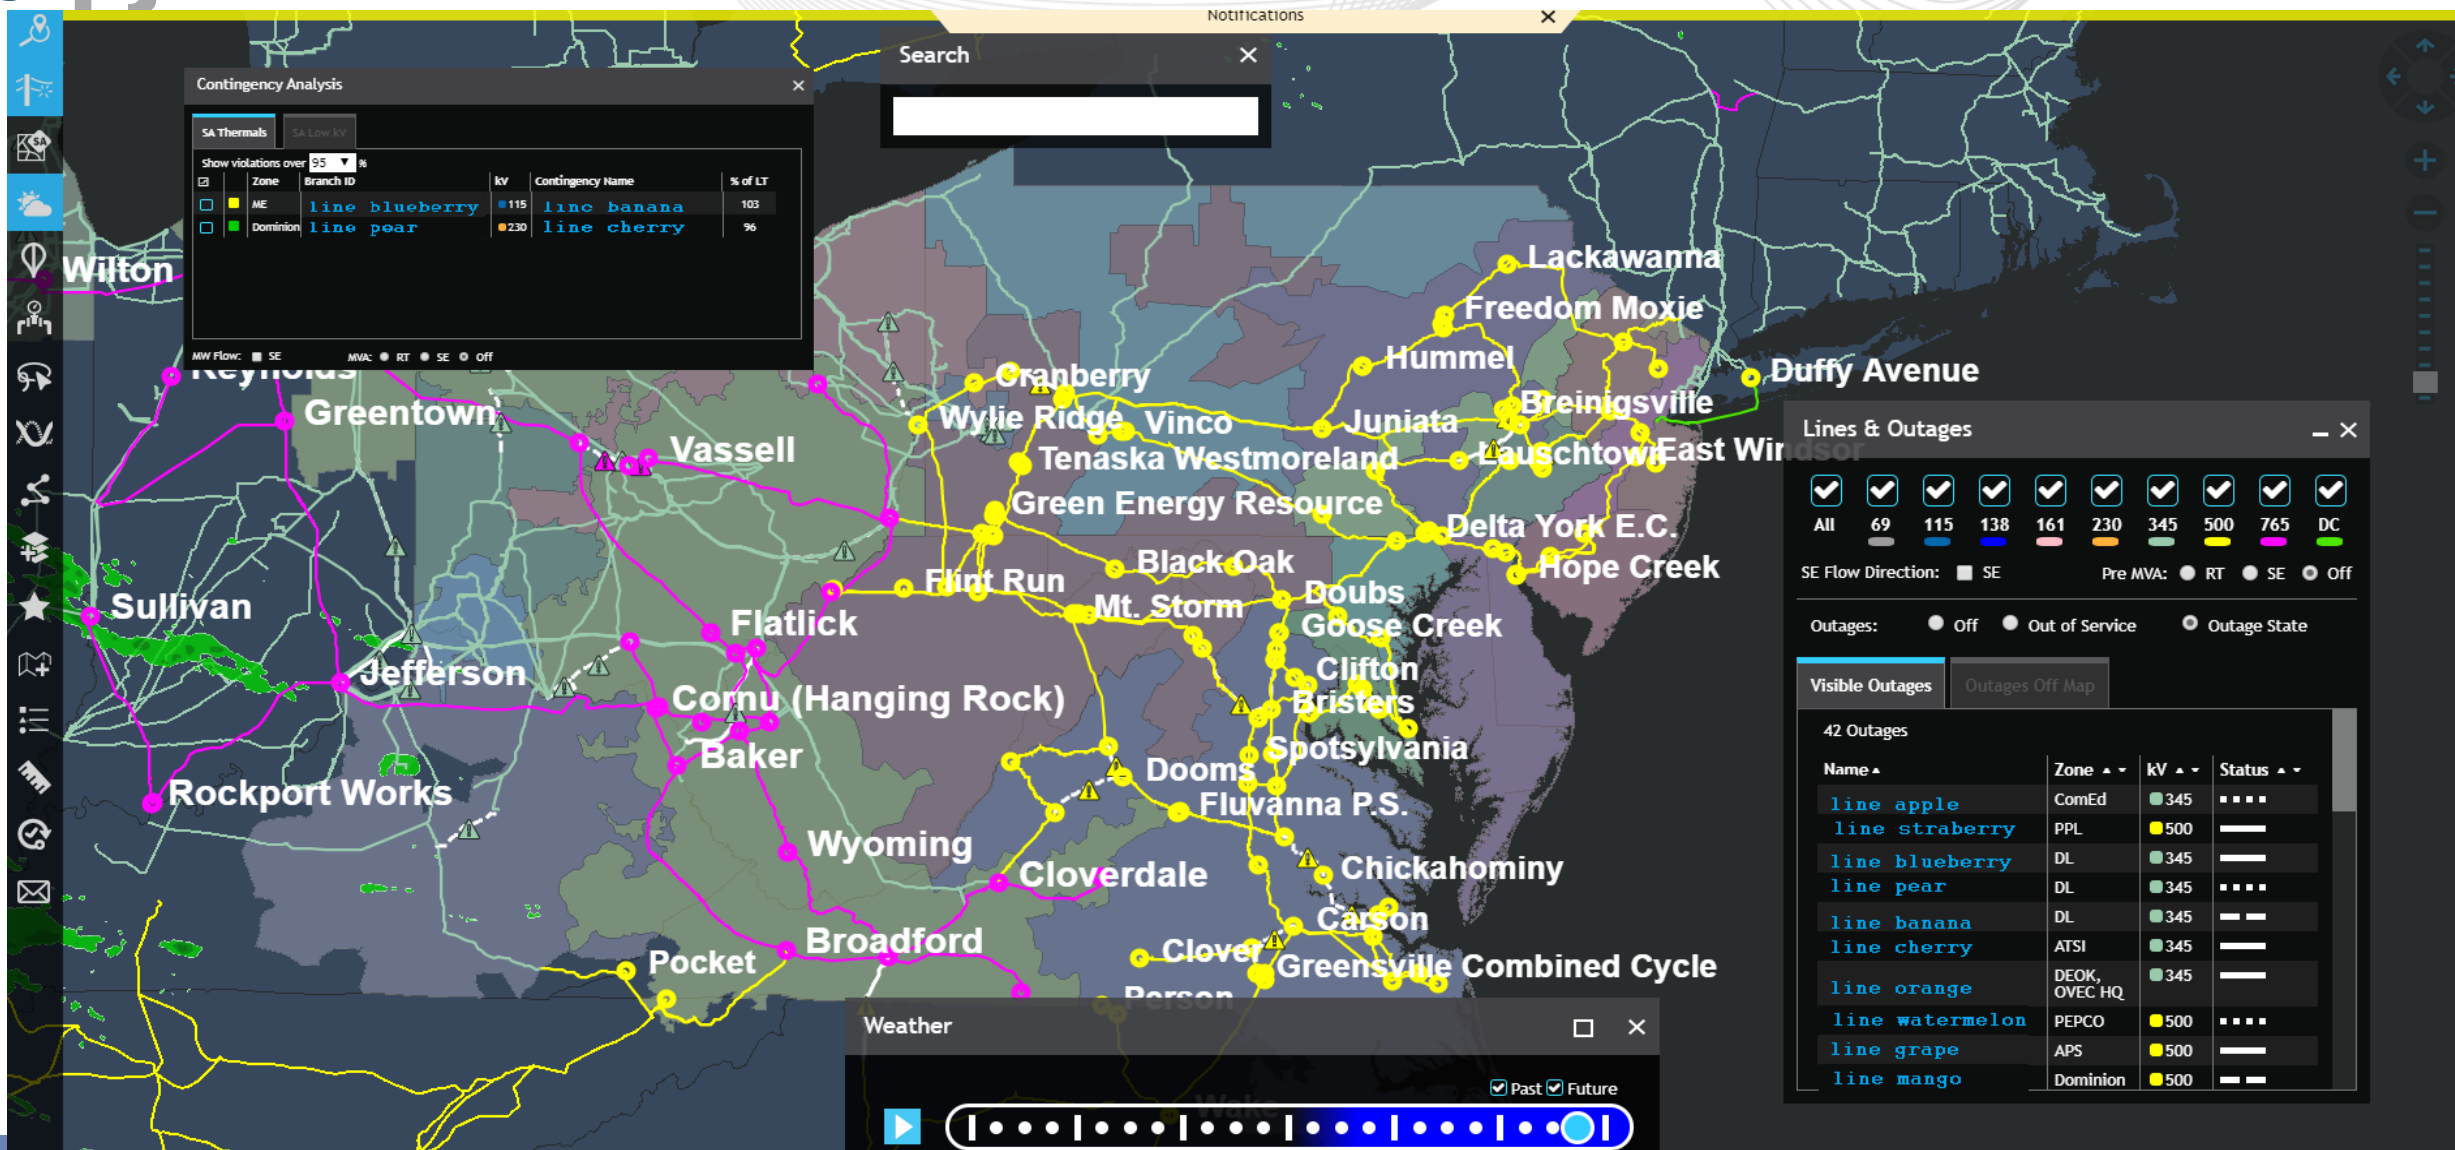 Notifications
Search
Contingency Analysis
SA Thermals
SA Low kV
Show violations over 95 %
Zone Branch ID kV Contingency Name % of LT
ME line blueberry 115 line banana 103
Dominion line pear 230 line cherry 96
MW Flow: SE MVA: RT SE Off
Wilton
Reynolds
Greentown
Vassell
Sullivan
Jefferson
Rockport Works
Flatlick
Cornu (Hanging Rock)
Baker
Wyoming
Cloverdale
Broadford
Pocket
Lackawanna
Freedom Moxie
Hummel
Duffy Avenue
Cranberry
Wylie Ridge
Vinco
Juniata
Breinigsville
Tenaska Westmoreland
Lauschtown
East Windsor
Green Energy Resource
Delta York E.C.
Black Oak
Hope Creek
Flint Run
Doubs
Mt. Storm
Goose Creek
Clifton
Bristers
Spotsylvania
Dooms
Fluvanna P.S.
Chickahominy
Carson
Clover
Greensville Combined Cycle
Person
Wake
Lines & Outages
All 69 115 138 161 230 345 500 765 DC
SE Flow Direction: SE Pre MVA: RT SE Off
Outages: Off Out of Service Outage State
Visible Outages
Outages Off Map
42 Outages
Name Zone kV Status
line apple ComEd 345
line straberry PPL 500
line blueberry DL 345
line pear DL 345
line banana DL 345
line cherry ATSI 345
line orange DEOK, OVEC HQ 345
line watermelon PEPCO 500
line grape APS 500
line mango Dominion 500
Weather
Past Future